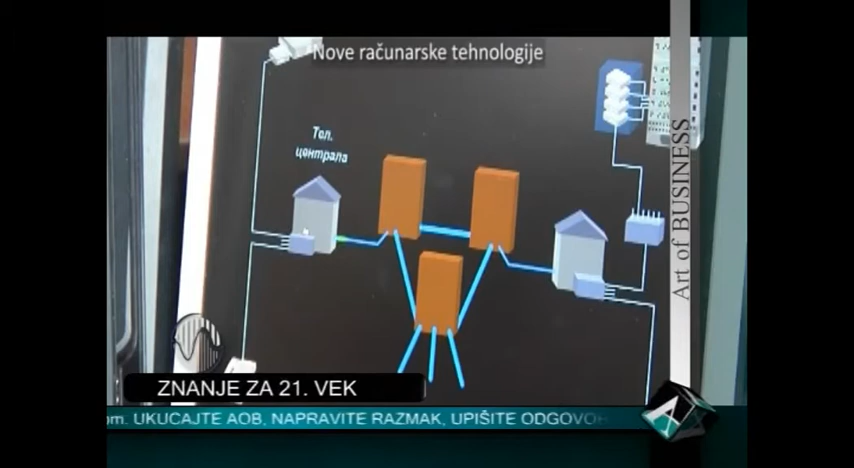 Nove računarske tehnologije
Тел.
централа
Art of BUSINESS
ZNANJE ZA 21. VEK
UKUCAJTE AOB, NAPRAVITE RAZMAK, UPIŠITE